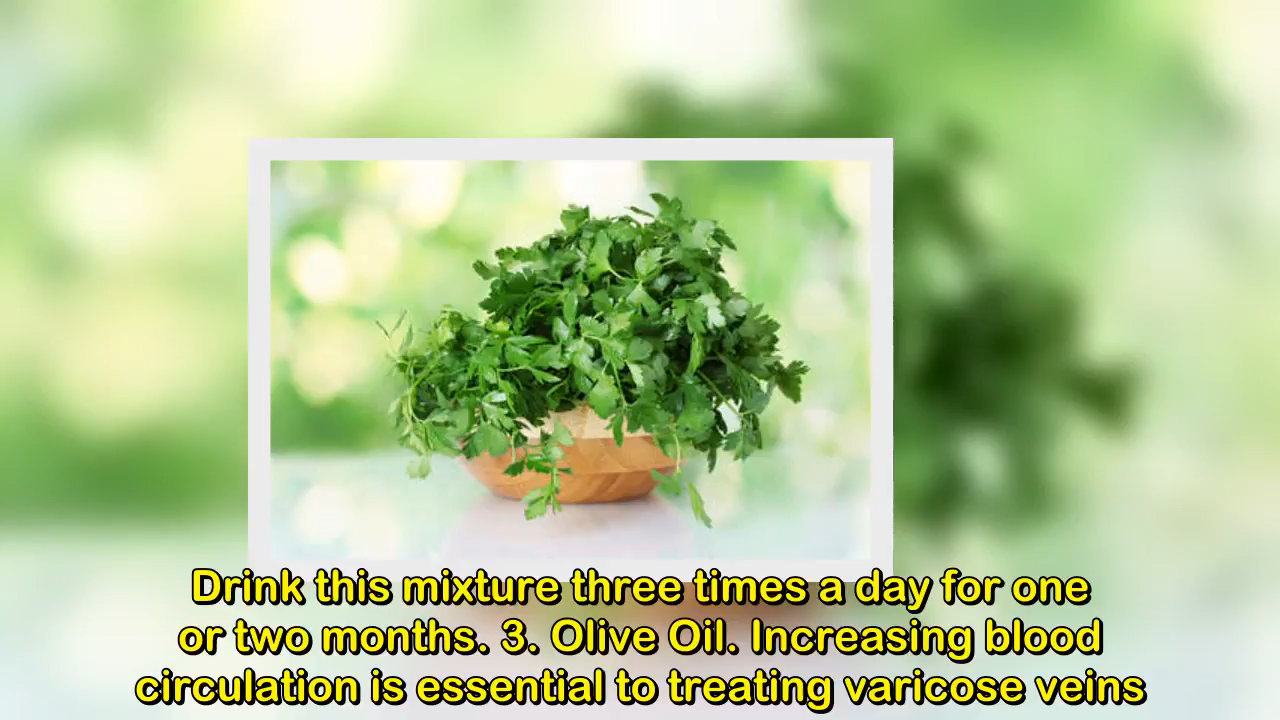 Drink this mixture three times a day for one
or two months. 3. Olive Oil. Increasing blood
circulation is essential to treating varicose veins